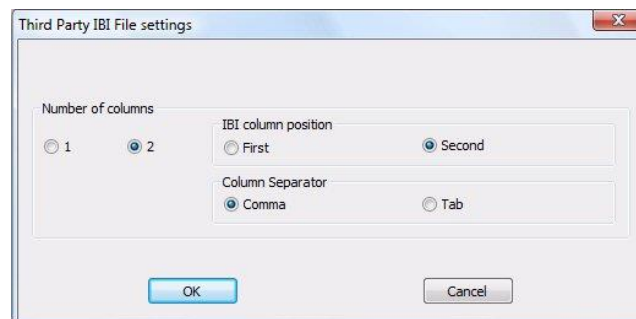 Third Party IBI File settings
Number of columns
1
2
IBI column position
First
Second
Column Separator
Comma
Tab
OK
Cancel